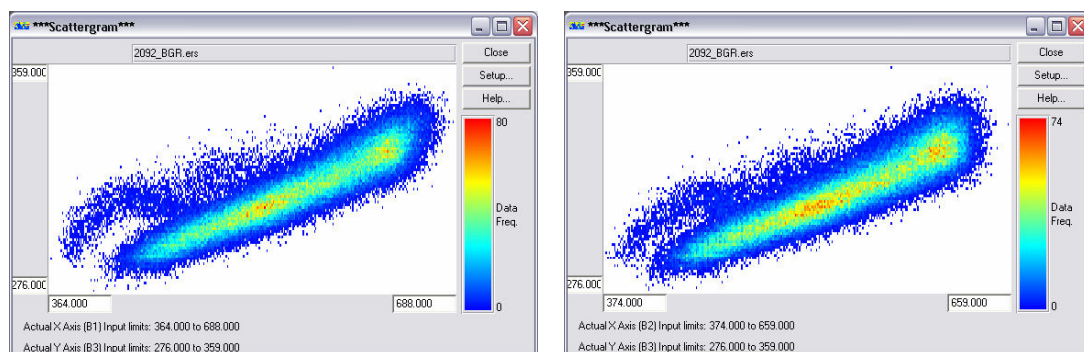 ***Scattergram***
2092_BGR.ers
Close
359.000
Setup...
Help...
80
Data
Freq.
276.000
0
364.000
688.000
Actual X Axis (B1) Input limits: 364.000 to 688.000
Actual Y Axis (B3) Input limits: 276.000 to 359.000
***Scattergram***
2092_BGR.ers
Close
359.000
Setup...
Help...
74
Data
Freq.
276.000
0
374.000
659.000
Actual X Axis (B2) Input limits: 374.000 to 659.000
Actual Y Axis (B3) Input limits: 276.000 to 359.000